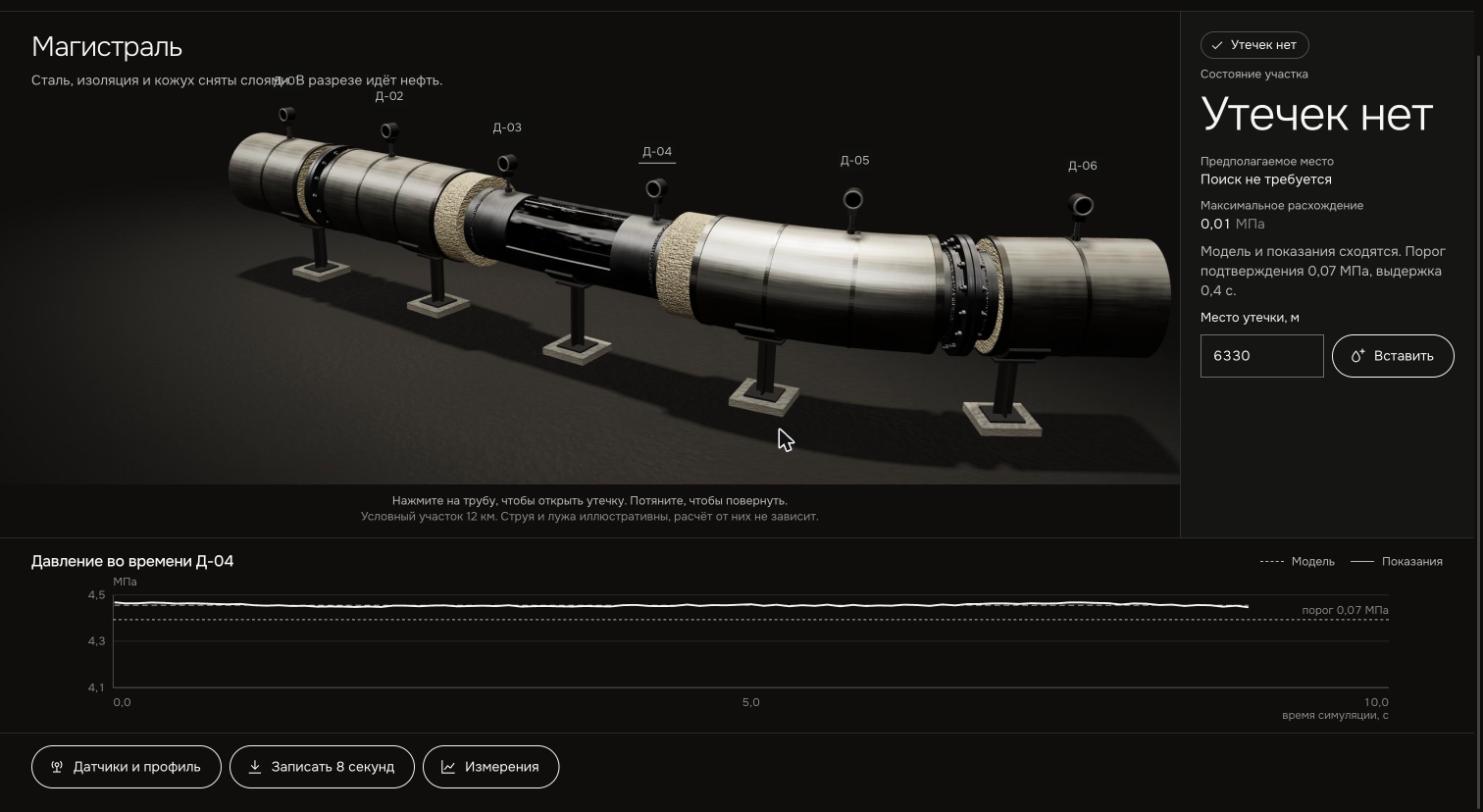 Магистраль
Сталь, изоляция и кожух сняты слоями. В разрезе идёт нефть.
Д-01
Д-02
Д-03
Д-04
Д-05
Д-06
Нажмите на трубу, чтобы открыть утечку. Потяните, чтобы повернуть.
Условный участок 12 км. Струя и лужа иллюстративны, расчёт от них не зависит.
Утечек нет
Состояние участка
Утечек нет
Предполагаемое место
Поиск не требуется
Максимальное расхождение
0,01 МПа
Модель и показания сходятся. Порог
подтверждения 0,07 МПа, выдержка
0,4 с.
Место утечки, м
6330
Вставить
Давление во времени Д-04
Модель
Показания
МПа
4,5
порог 0,07 МПа
4,3
4,1
0,0
5,0
10,0
время симуляции, с
Датчики и профиль
Записать 8 секунд
Измерения